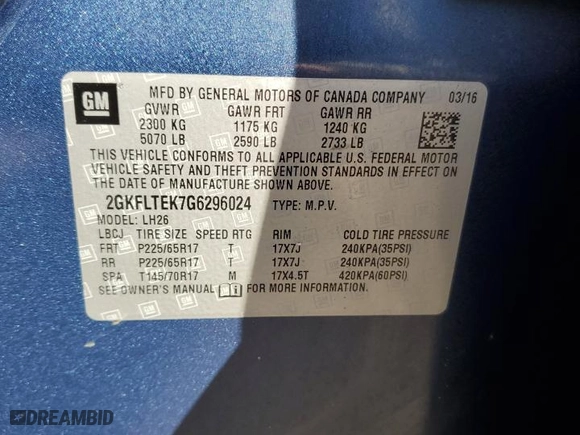 GM
MFD BY GENERAL MOTORS OF CANADA COMPANY 03/16
GVWR GAWR FRT GAWR RR
2300 KG 1175 KG 1240 KG
5070 LB 2590 LB 2733 LB
THIS VEHICLE CONFORMS TO ALL APPLICABLE U.S. FEDERAL MOTOR
VEHICLE SAFETY AND THEFT PREVENTION STANDARDS IN EFFECT ON
THE DATE OF MANUFACTURE SHOWN ABOVE.
2GKFLTEK7G6296024 TYPE: M.P.V.
MODEL: LH26
LBCJ TIRE SIZE SPEED RTG RIM COLD TIRE PRESSURE
FRT P225/65R17 T 17X7J 240KPA(35PSI)
RR P225/65R17 T 17X7J 240KPA(35PSI)
SPA T145/70R17 M 17X4.5T 420KPA(60PSI)
SEE OWNER'S MANUAL FOR MORE INFORMATION.
DREAMBID